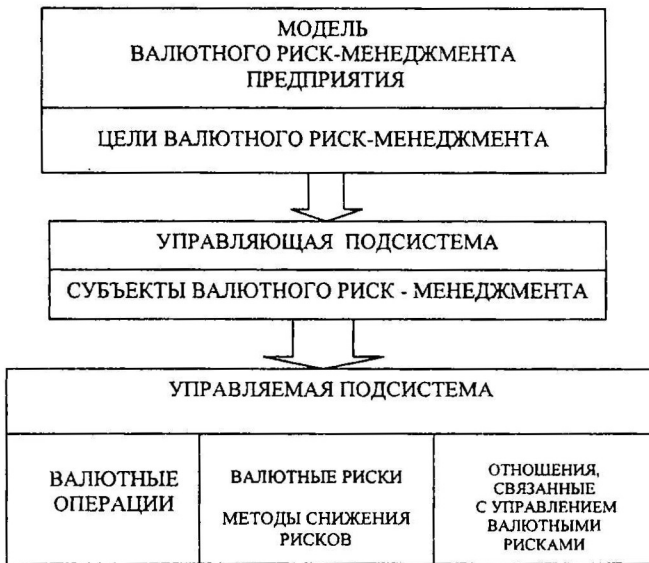 МОДЕЛЬ
ВАЛЮТНОГО РИСК-МЕНЕДЖМЕНТА
ПРЕДПРИЯТИЯ
ЦЕЛИ ВАЛЮТНОГО РИСК-МЕНЕДЖМЕНТА
УПРАВЛЯЮЩАЯ ПОДСИСТЕМА
СУБЪЕКТЫ ВАЛЮТНОГО РИСК - МЕНЕДЖМЕНТА
УПРАВЛЯЕМАЯ ПОДСИСТЕМА
ВАЛЮТНЫЕ
ОПЕРАЦИИ
ВАЛЮТНЫЕ РИСКИ
МЕТОДЫ СНИЖЕНИЯ
РИСКОВ
ОТНОШЕНИЯ,
СВЯЗАННЫЕ
С УПРАВЛЕНИЕМ
ВАЛЮТНЫМИ
РИСКАМИ